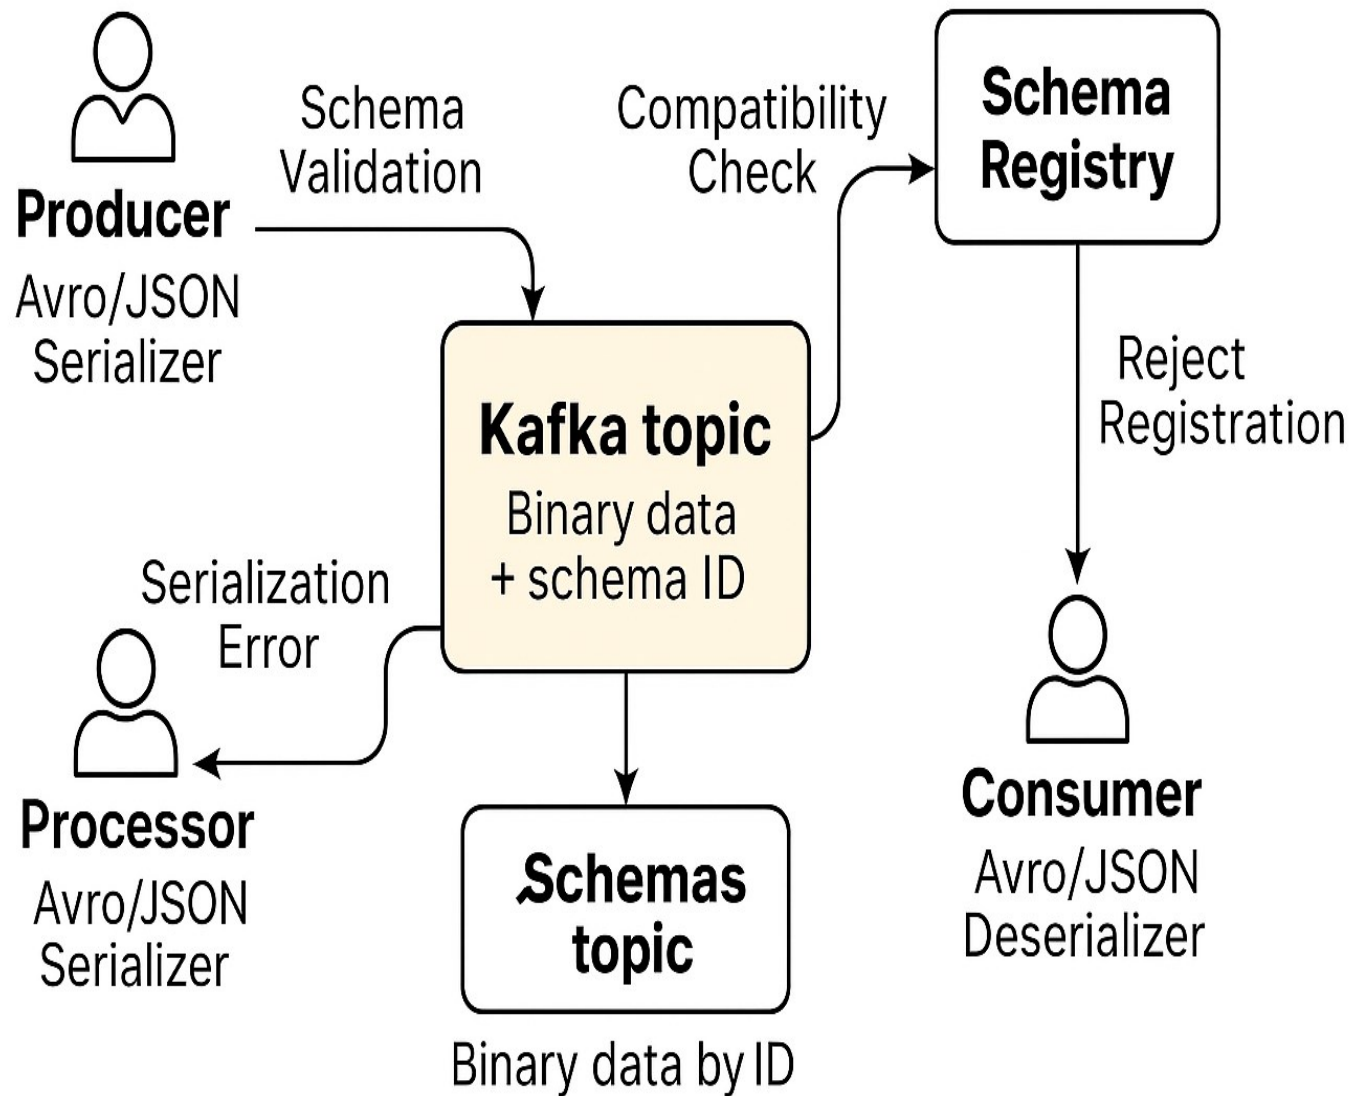 Producer
Avro/JSON
Serializer
Schema
Validation
Compatibility
Check
Schema
Registry
Kafka topic
Binary data
+ schema ID
Reject
Registration
Serialization
Error
Processor
Avro/JSON
Serializer
Schemas
topic
Binary data by ID
Consumer
Avro/JSON
Deserializer